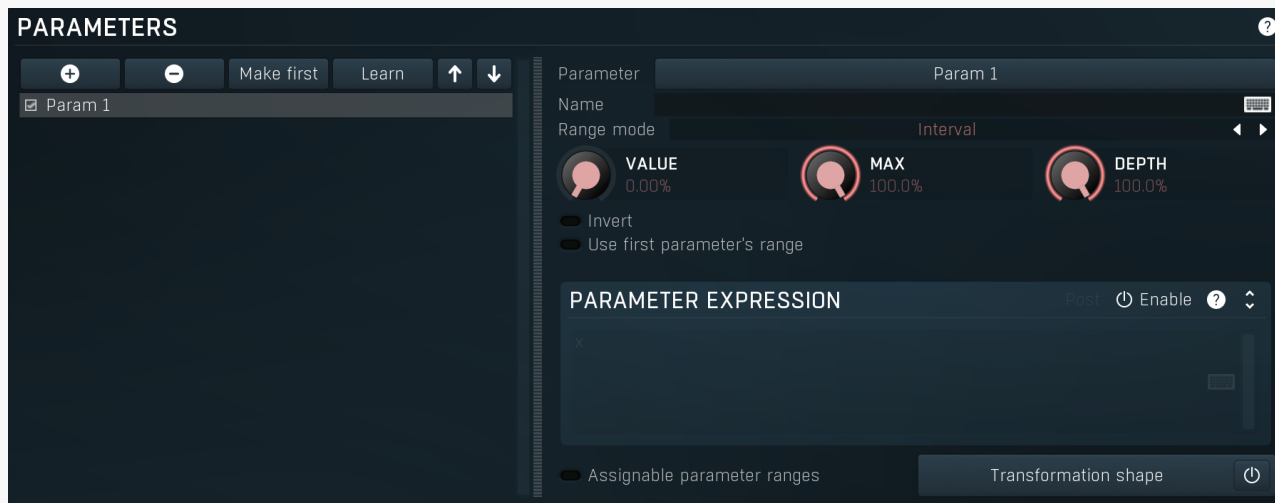 PARAMETERS
?
Make first
Learn
Param 1
Parameter
Param 1
Name
Range mode
Interval
VALUE
0.00%
MAX
100.0%
DEPTH
100.0%
Invert
Use first parameter's range
PARAMETER EXPRESSION
Post
Enable
?
x
Assignable parameter ranges
Transformation shape